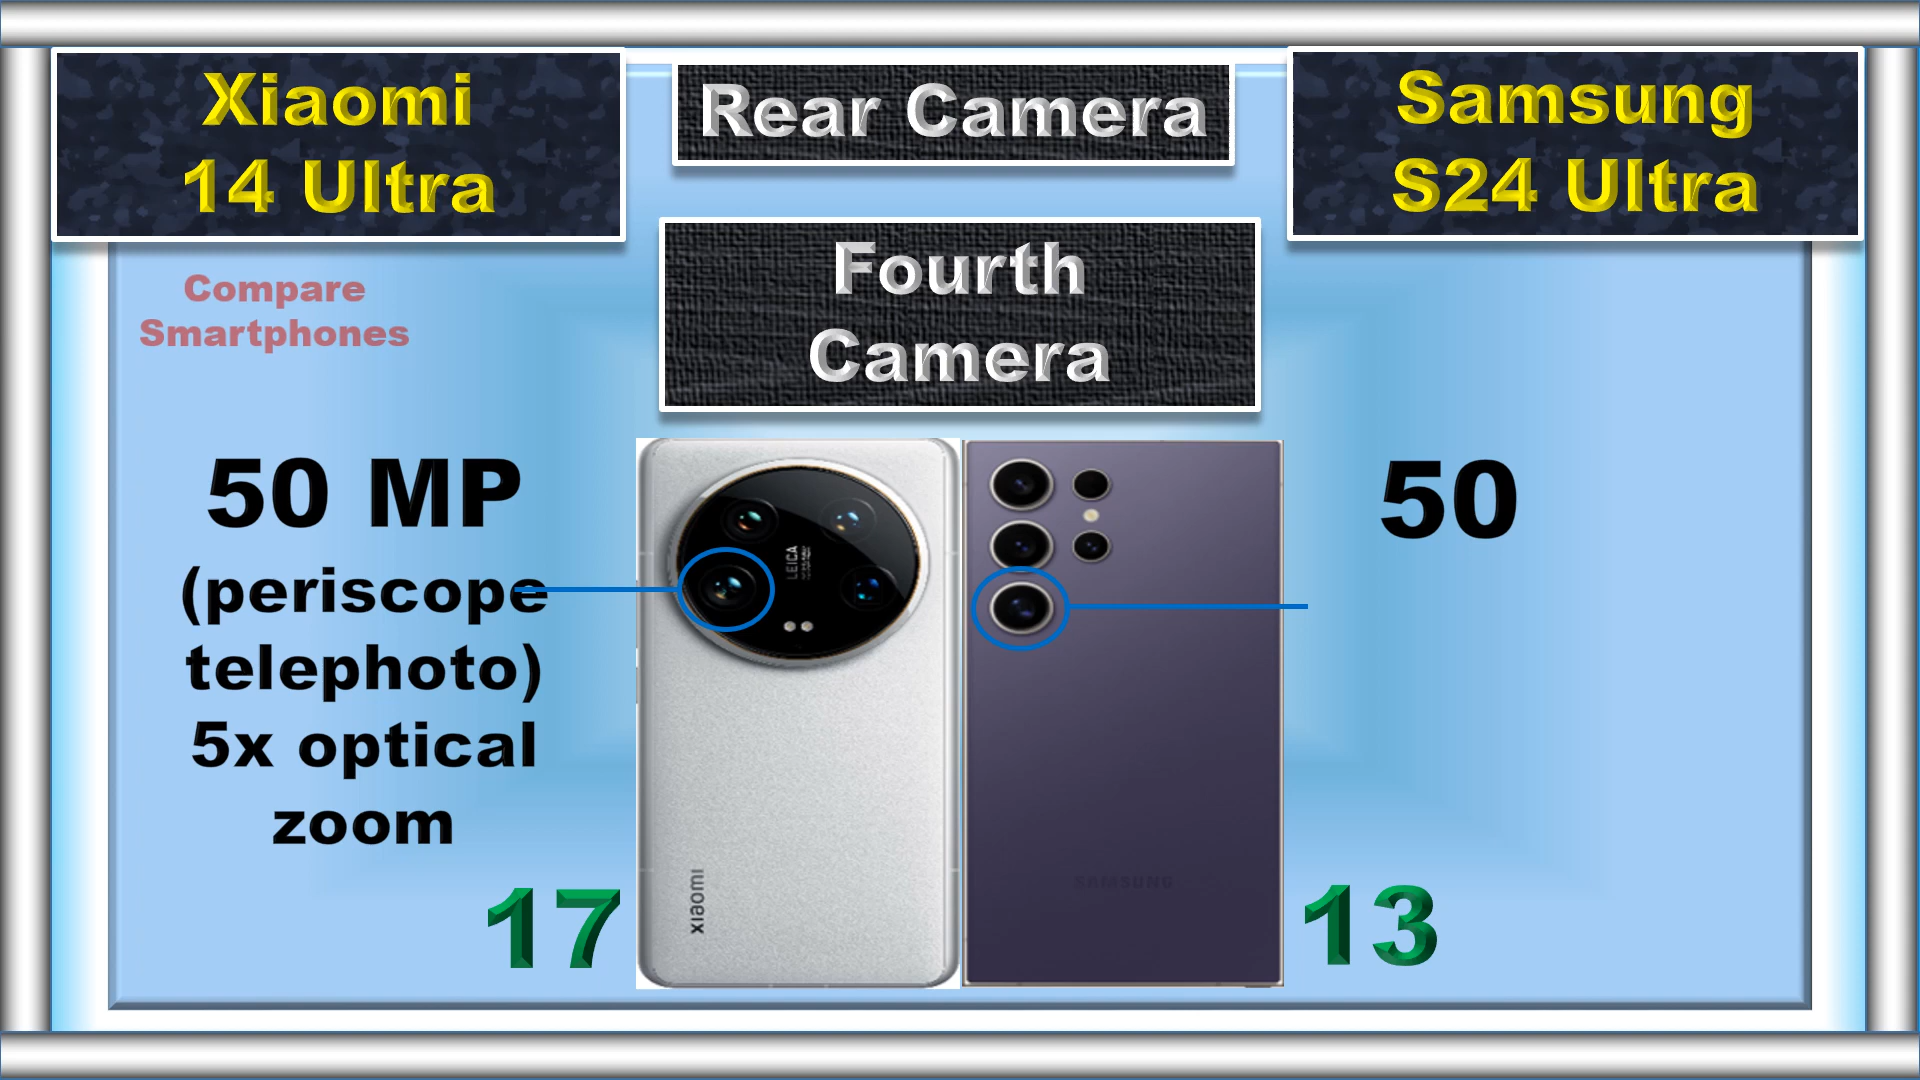 Xiaomi
14 Ultra
Rear Camera
Samsung
S24 Ultra
Fourth
Camera
Compare
Smartphones
50 MP
(periscope
telephoto)
5x optical
zoom
50
LEICA
xiaomi
SAMSUNG
17
13